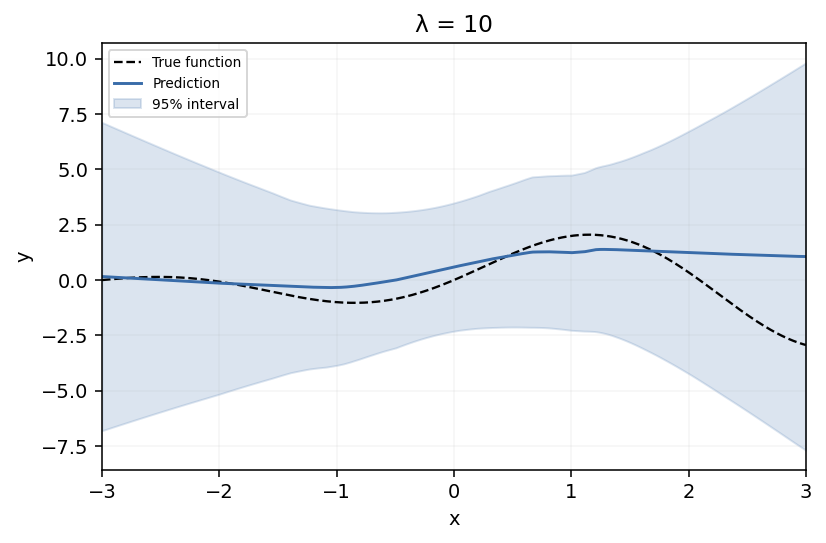 λ = 10
True function
Prediction
95% interval
10.0
7.5
5.0
2.5
0.0
−2.5
−5.0
−7.5
y
−3
−2
−1
0
1
2
3
x